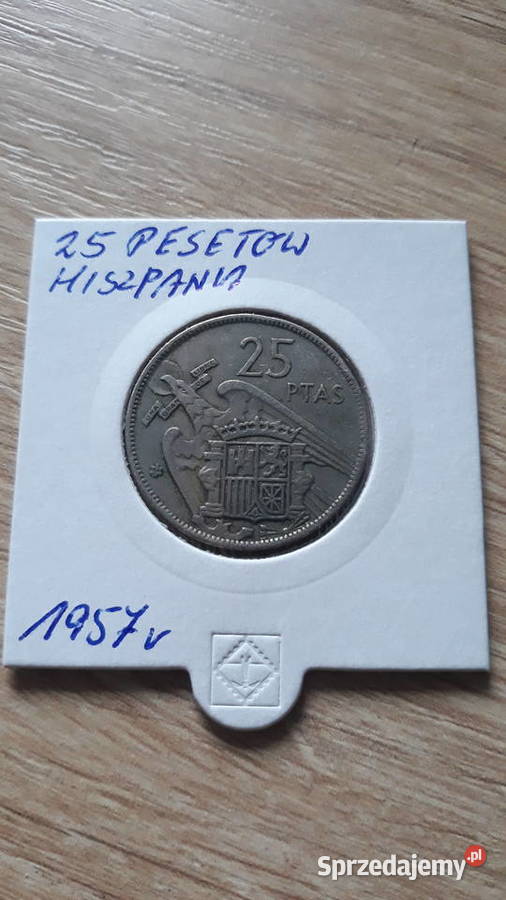 25 PESETOW
HISZPANIA
25
PTAS
1957r
Sprzedajemy.pl